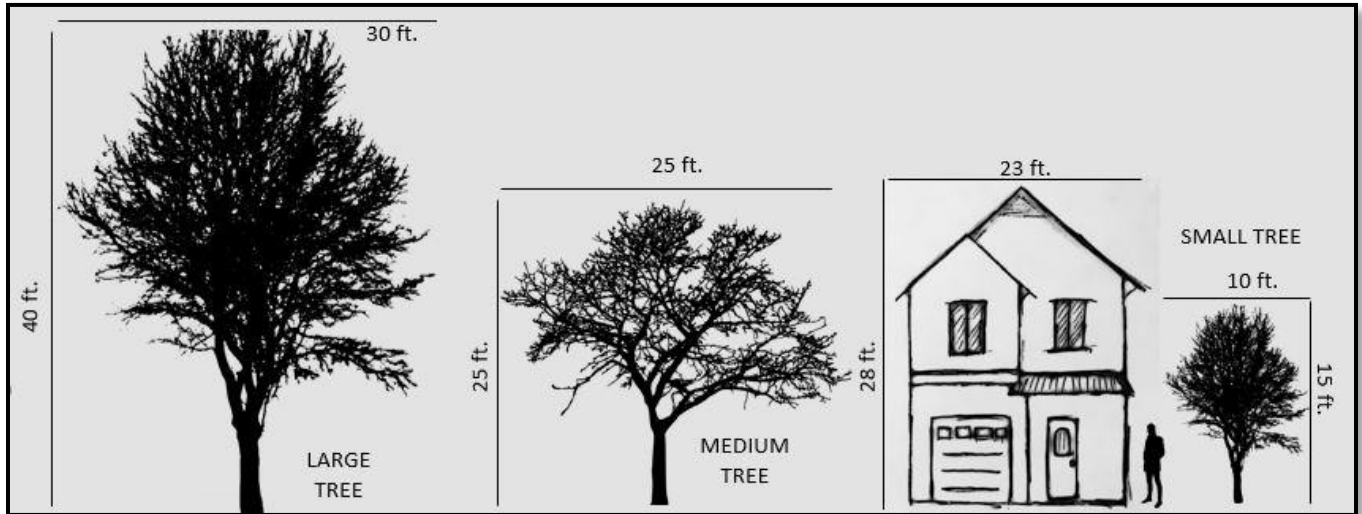 30 ft.
40 ft.
LARGE
TREE
25 ft.
25 ft.
MEDIUM
TREE
23 ft.
28 ft.
SMALL TREE
10 ft.
15 ft.